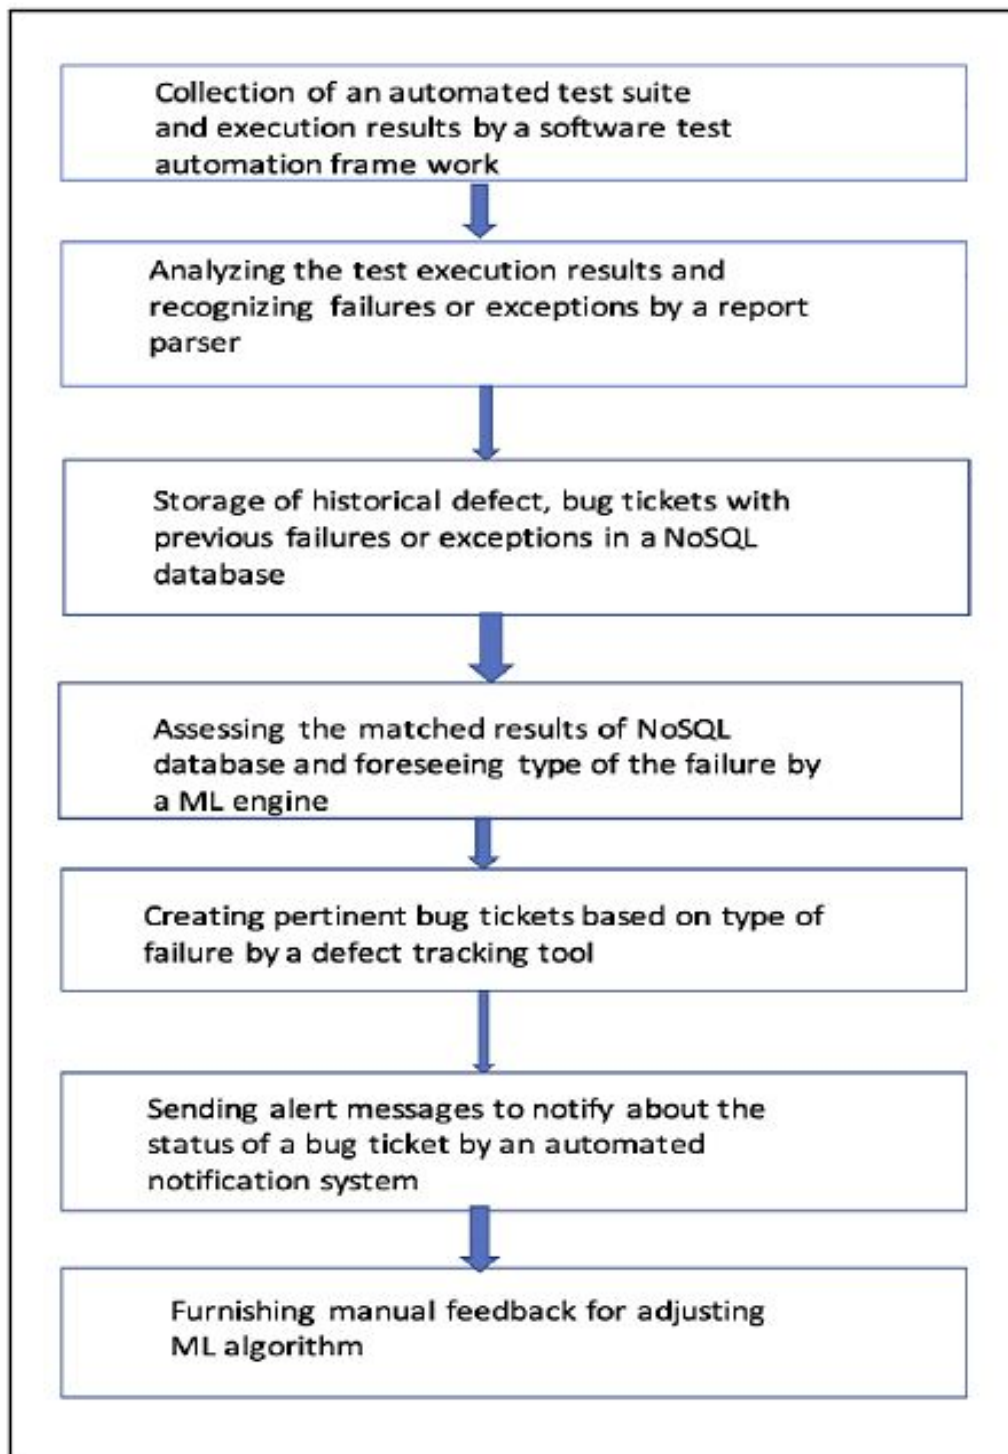 Collection of an automated test suite
and execution results by a software test
automation frame work
Analyzing the test execution results and
recognizing failures or exceptions by a report
parser
Storage of historical defect, bug tickets with
previous failures or exceptions in a NoSQL
database
Assessing the matched results of NoSQL
database and foreseeing type of the failure by
a ML engine
Creating pertinent bug tickets based on type of
failure by a defect tracking tool
Sending alert messages to notify about the
status of a bug ticket by an automated
notification system
Furnishing manual feedback for adjusting
ML algorithm